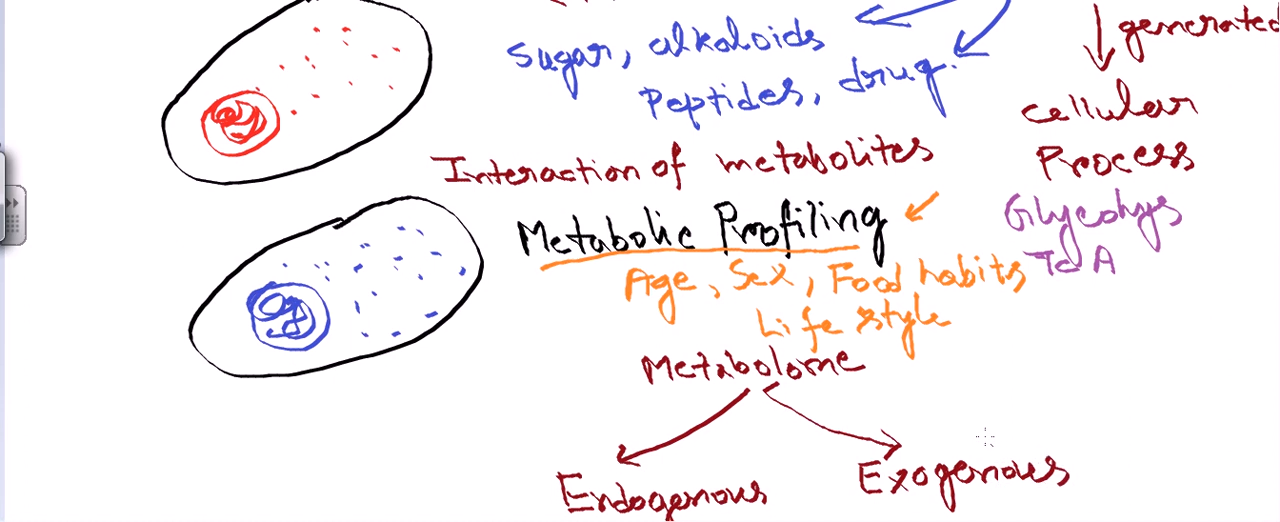 Sugar, alkaloids
Peptides, drug.
generated
cellular
Process
Interaction of metabolites
Metabolic Profiling
Glycolys
TCA
Age, Sex, Food habits
Life style
Metabolome
Endogenous
Exogenous